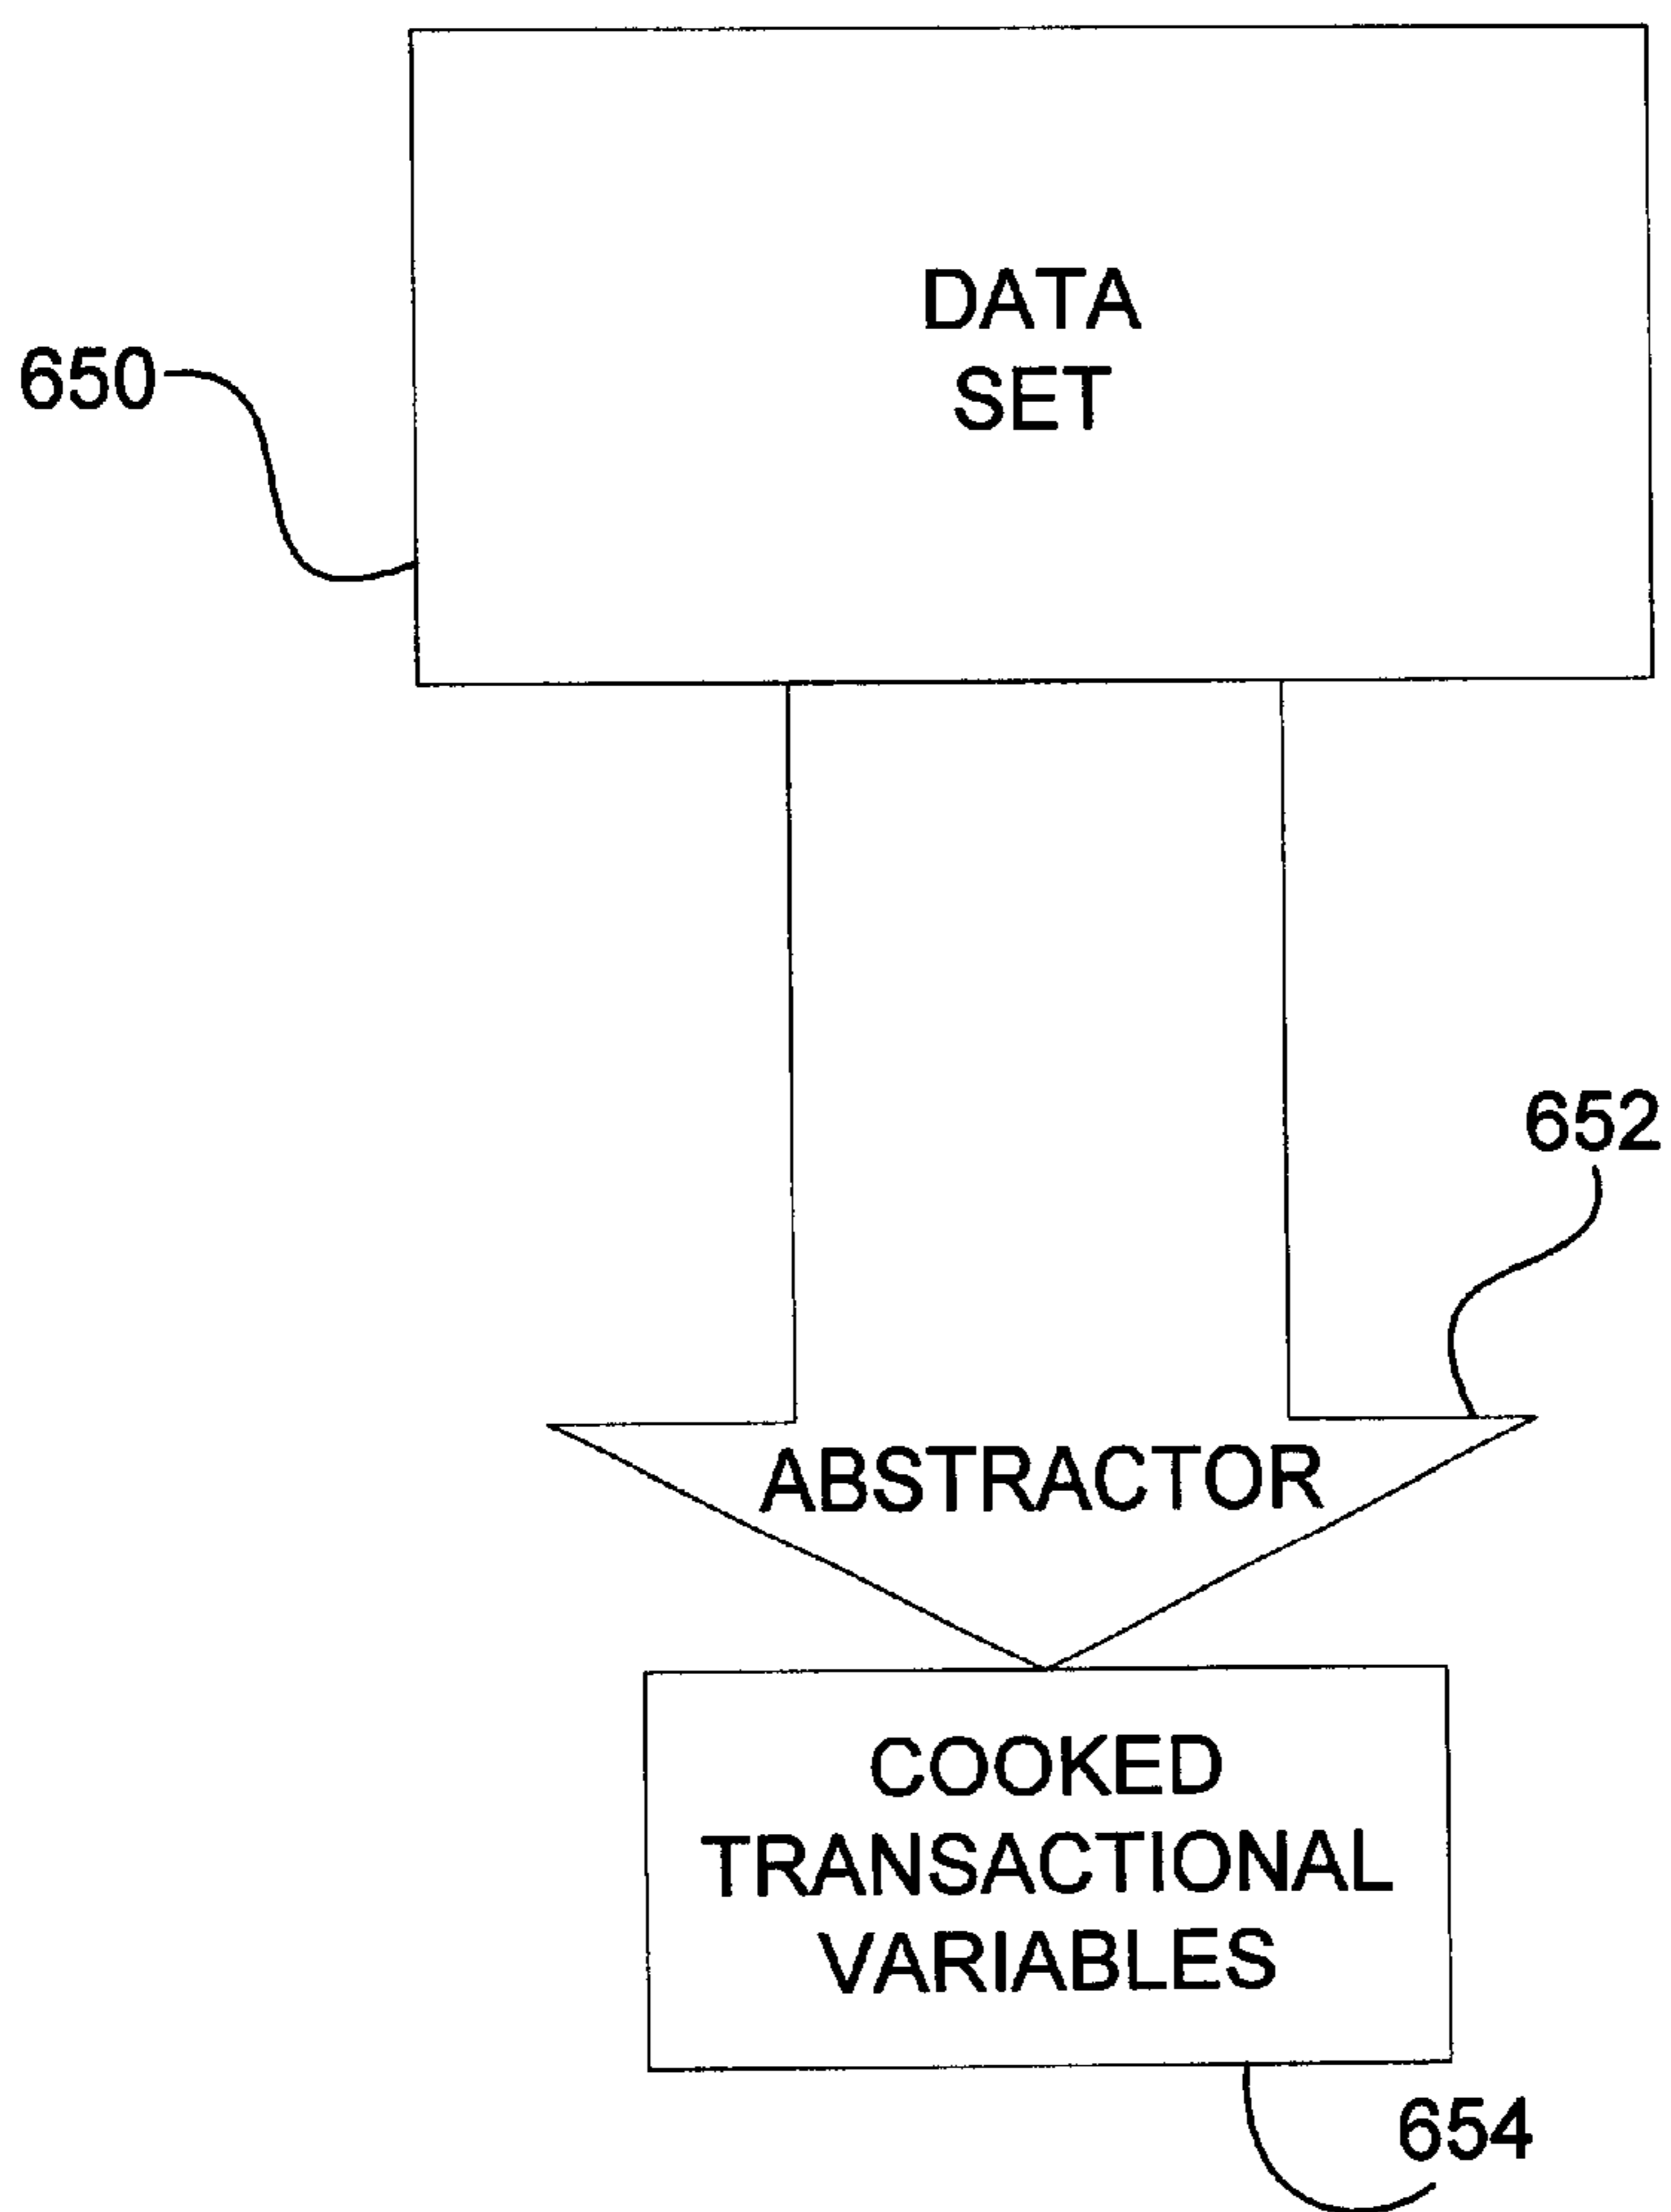 DATA
SET
650
652
ABSTRACTOR
COOKED
TRANSACTIONAL
VARIABLES
654